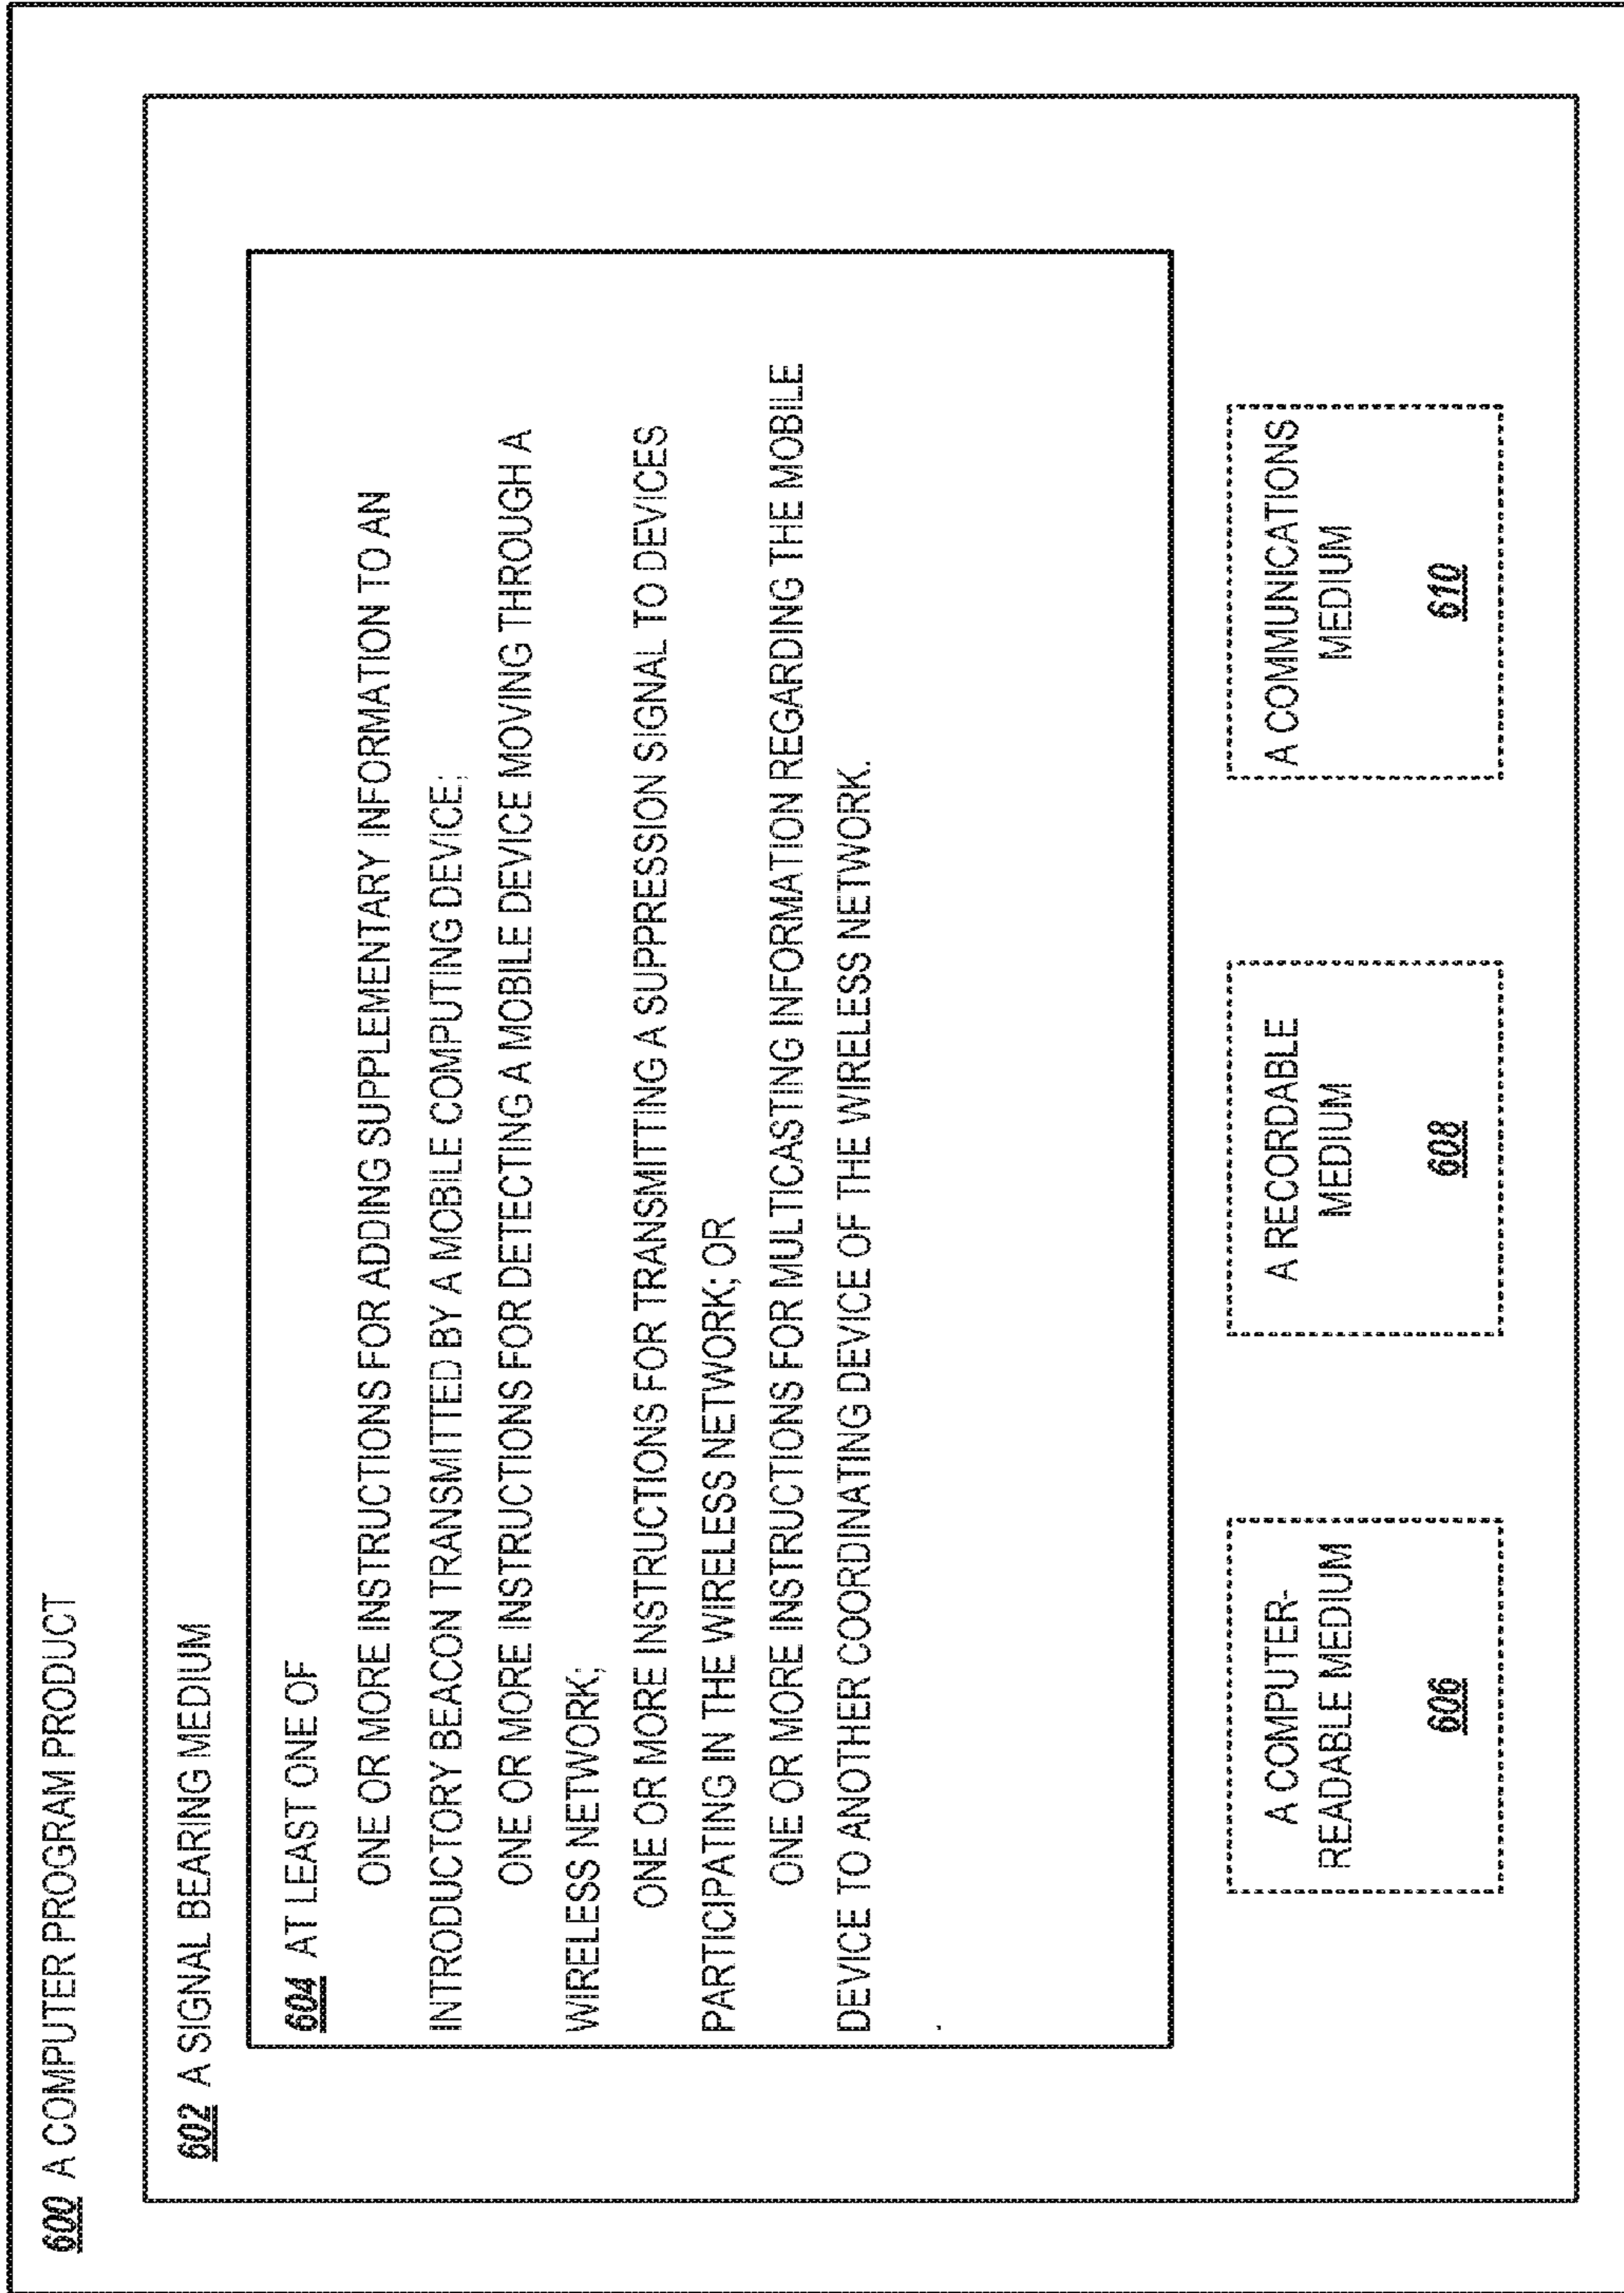 600 A COMPUTER PROGRAM PRODUCT
602 A SIGNAL BEARING MEDIUM
604 AT LEAST ONE OF
ONE OR MORE INSTRUCTIONS FOR ADDING SUPPLEMENTARY INFORMATION TO AN
INTRODUCTORY BEACON TRANSMITTED BY A MOBILE COMPUTING DEVICE;
ONE OR MORE INSTRUCTIONS FOR DETECTING A MOBILE DEVICE MOVING THROUGH A
WIRELESS NETWORK;
ONE OR MORE INSTRUCTIONS FOR TRANSMITTING A SUPPRESSION SIGNAL TO DEVICES
PARTICIPATING IN THE WIRELESS NETWORK; OR
ONE OR MORE INSTRUCTIONS FOR MULTICASTING INFORMATION REGARDING THE MOBILE
DEVICE TO ANOTHER COORDINATING DEVICE OF THE WIRELESS NETWORK.
.
A COMPUTER-
READABLE MEDIUM
606
A RECORDABLE
MEDIUM
608
A COMMUNICATIONS
MEDIUM
610